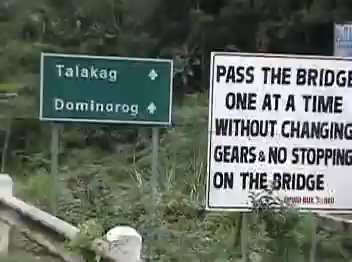 Talakag
Dominorog
PASS THE BRIDGE
ONE AT A TIME
WITHOUT CHANGING
GEARS & NO STOPPING
ON THE BRIDGE